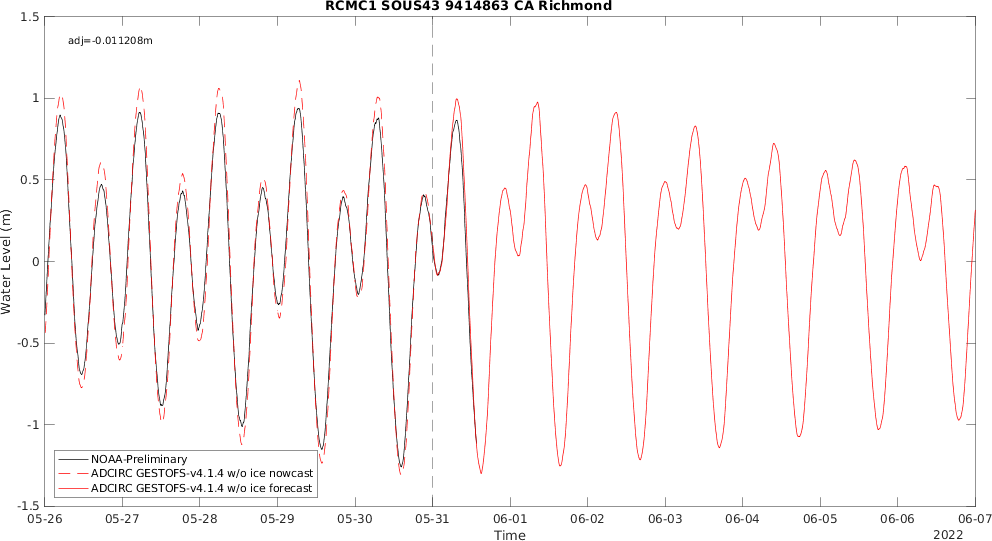 RCMC1 SOUS43 9414863 CA Richmond
adj=-0.011208m
1.5
1
0.5
0
-0.5
-1
-1.5
Water Level (m)
NOAA-Preliminary
ADCIRC GESTOFS-v4.1.4 w/o ice nowcast
ADCIRC GESTOFS-v4.1.4 w/o ice forecast
05-26 05-27 05-28 05-29 05-30 05-31 06-01 06-02 06-03 06-04 06-05 06-06 06-07
Time
2022